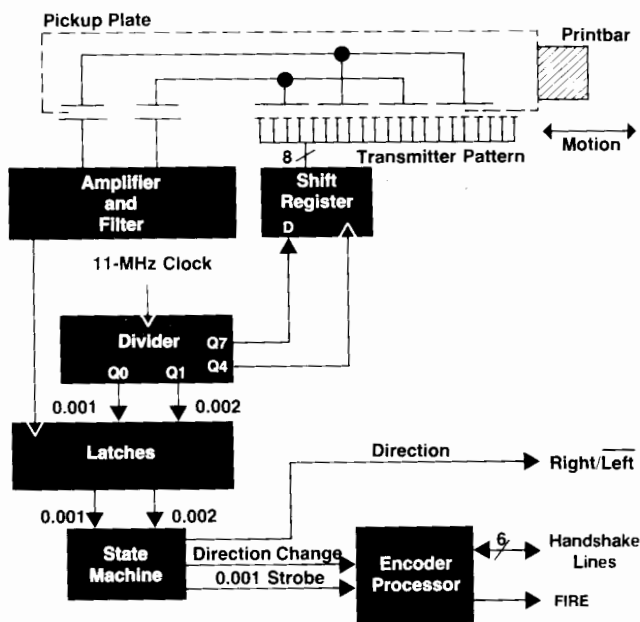 Pickup Plate
Printbar
Motion
8
Transmitter Pattern
Amplifier
and
Filter
Shift
Register
D
11-MHz Clock
Divider
Q7
Q4
Q0
Q1
0.001
0.002
Latches
0.001
0.002
Direction
Right/Left
State
Machine
Direction Change
0.001 Strobe
Encoder
Processor
6
Handshake
Lines
FIRE